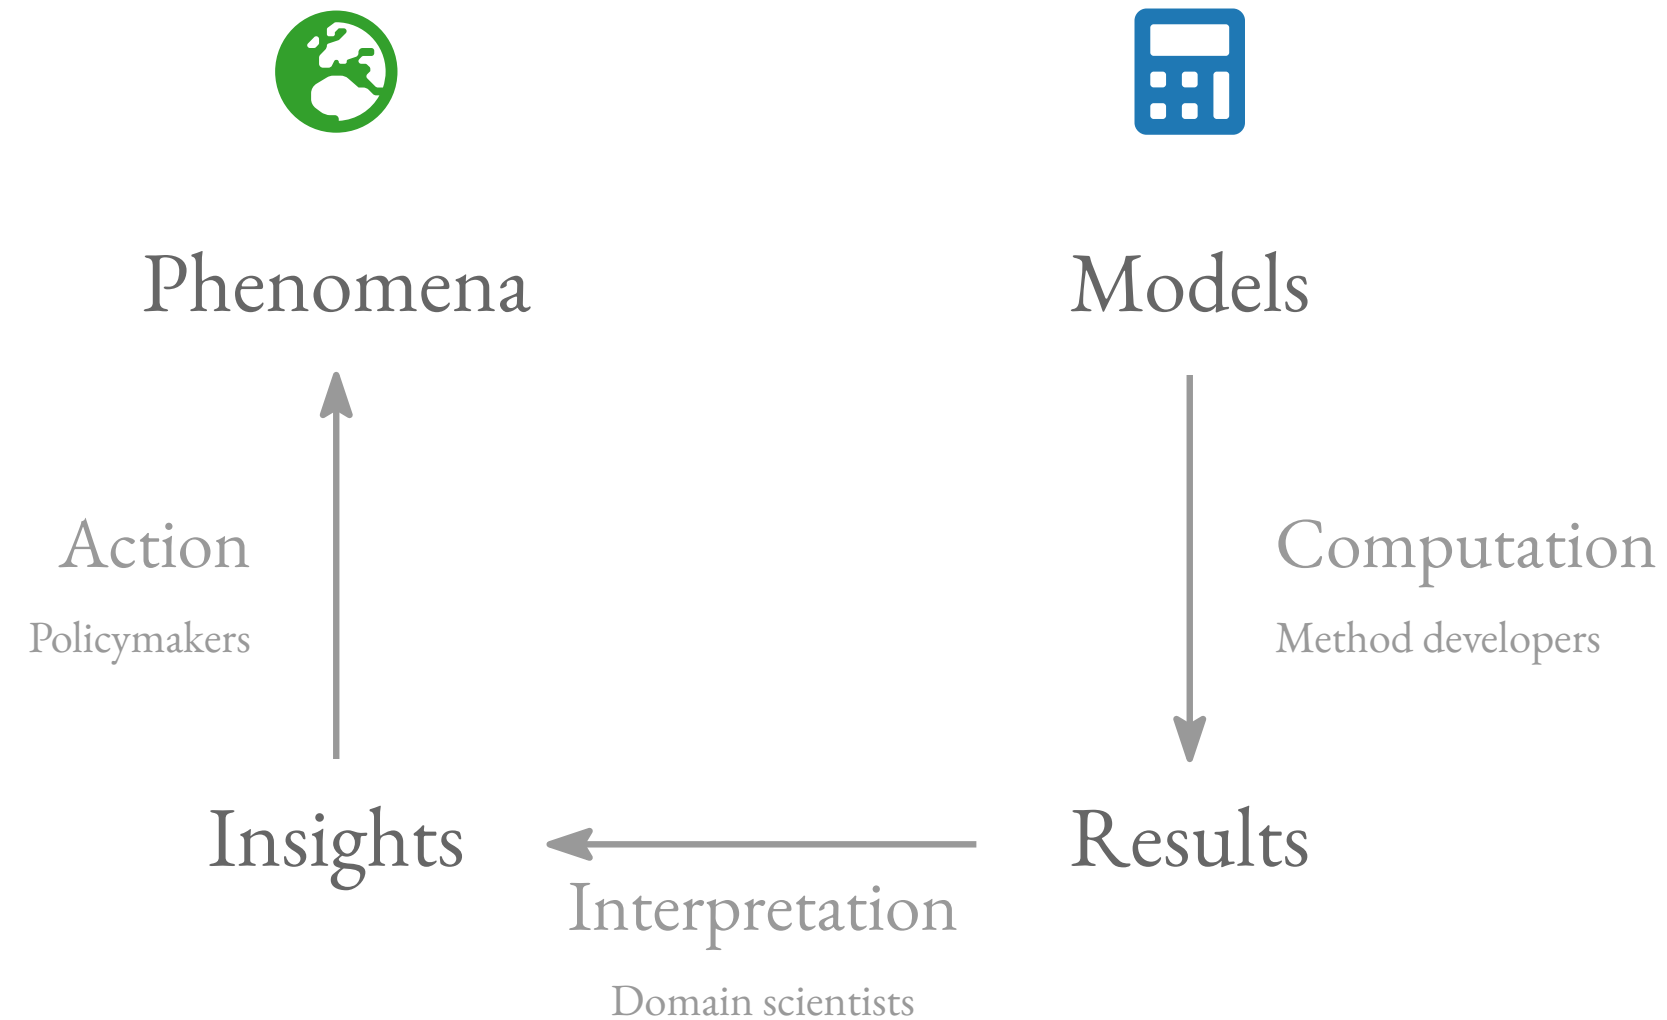 Phenomena
Models
Action
Policymakers
Computation
Method developers
Insights
Results
Interpretation
Domain scientists